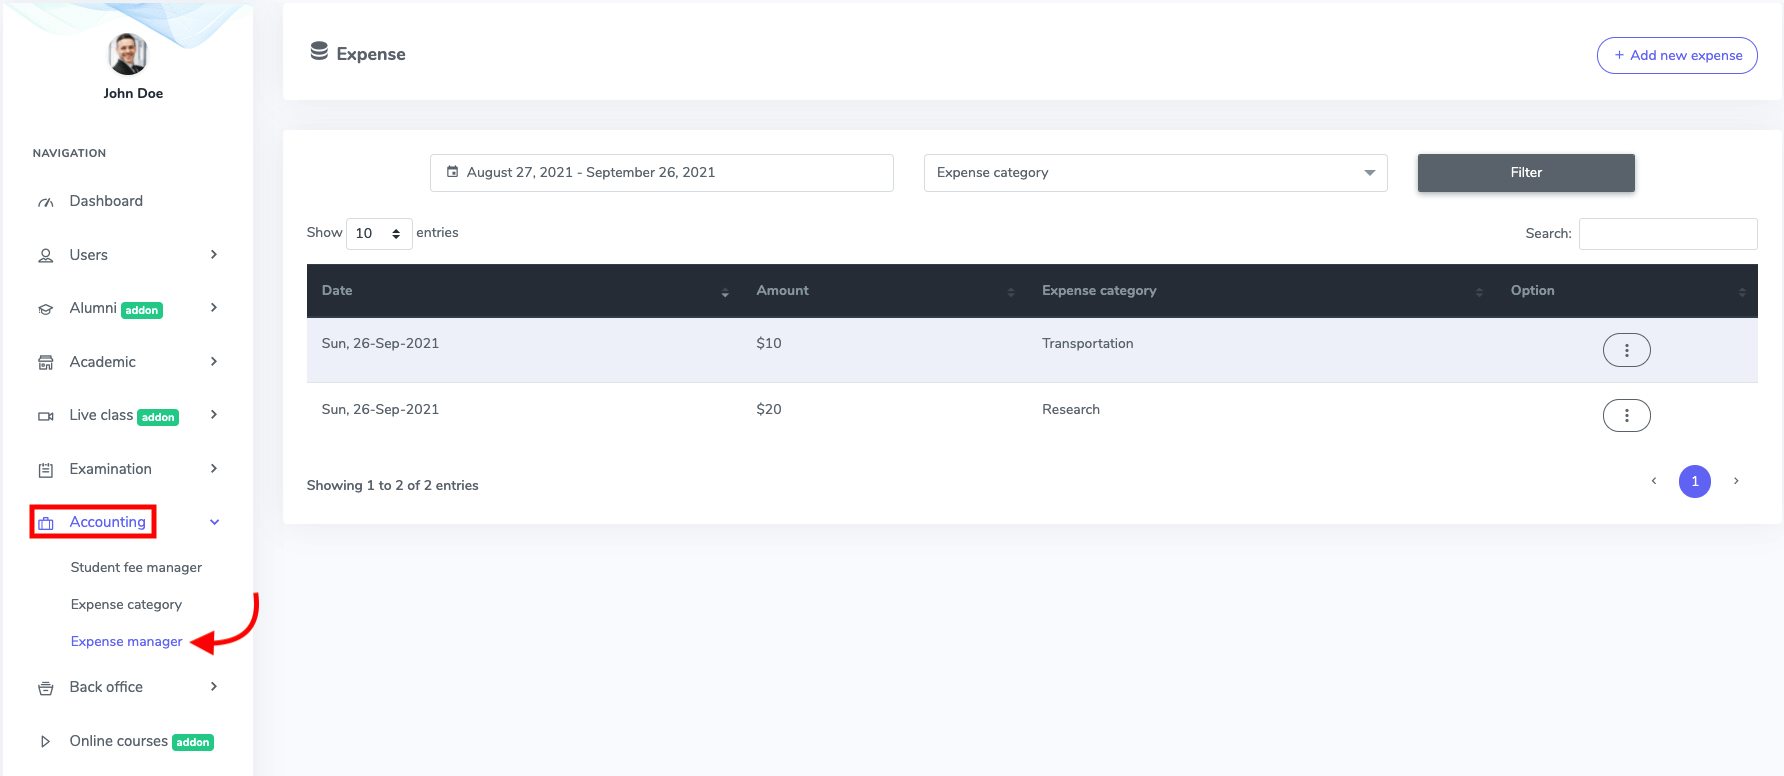 John Doe
NAVIGATION
Dashboard
Users
Alumni addon
Academic
Live class addon
Examination
Accounting
Student fee manager
Expense category
Expense manager
Back office
Online courses addon
Expense
+ Add new expense
August 27, 2021 - September 26, 2021
Expense category
Filter
Show 10 entries
Search:
Date Amount Expense category Option
Sun, 26-Sep-2021 $10 Transportation
Sun, 26-Sep-2021 $20 Research
Showing 1 to 2 of 2 entries
‹ 1 ›